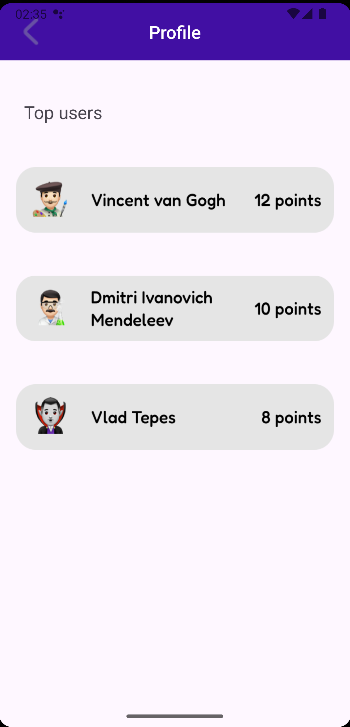 02:35
Profile
Top users
Vincent van Gogh 12 points
Dmitri Ivanovich
Mendeleev
10 points
Vlad Tepes 8 points